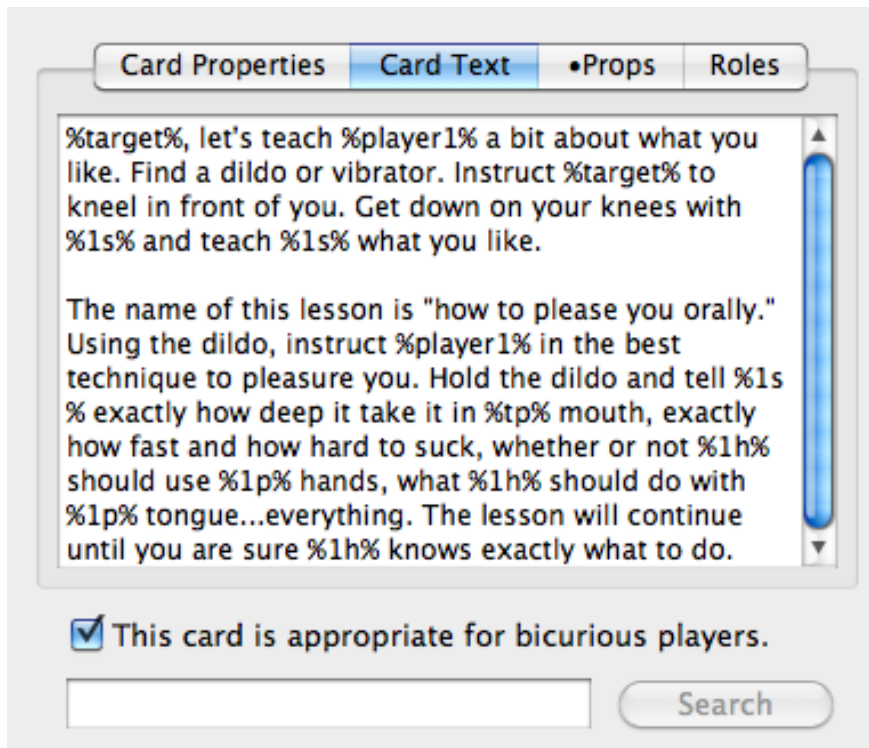 Card Properties Card Text •Props Roles
%target%, let's teach %player1% a bit about what you
like. Find a dildo or vibrator. Instruct %target% to
kneel in front of you. Get down on your knees with
%1s% and teach %1s% what you like.
The name of this lesson is "how to please you orally."
Using the dildo, instruct %player1% in the best
technique to pleasure you. Hold the dildo and tell %1s
% exactly how deep it take it in %tp% mouth, exactly
how fast and how hard to suck, whether or not %1h%
should use %1p% hands, what %1h% should do with
%1p% tongue...everything. The lesson will continue
until you are sure %1h% knows exactly what to do.
This card is appropriate for bicurious players.
Search